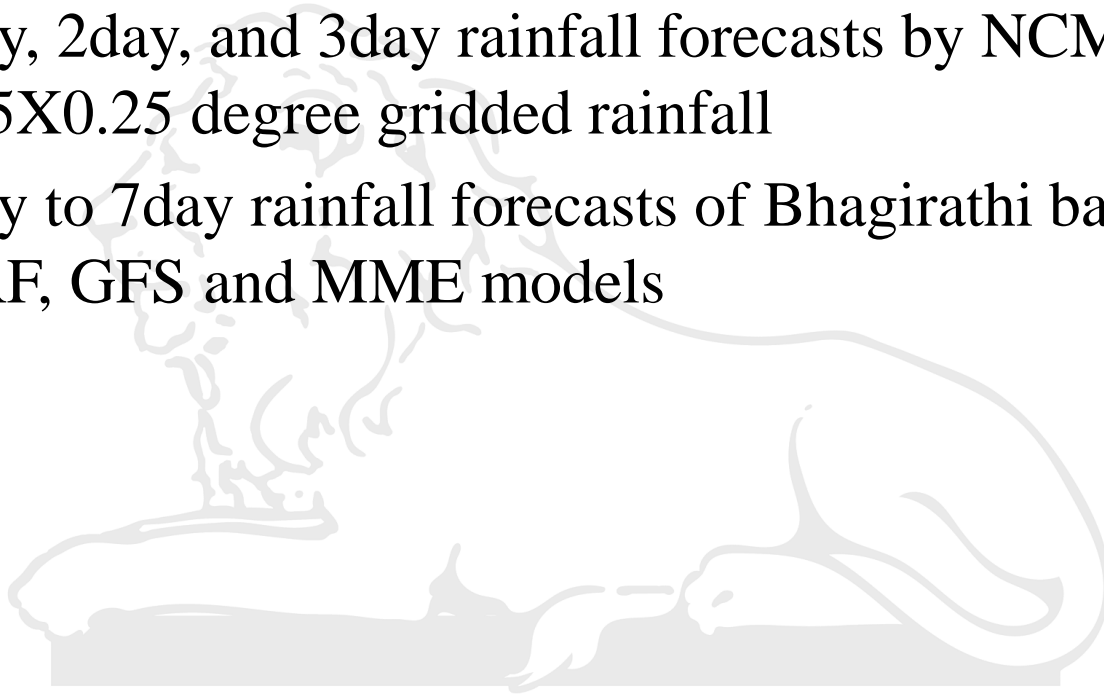 y, 2day, and 3day rainfall forecasts by NCM
5X0.25 degree gridded rainfall
y to 7day rainfall forecasts of Bhagirathi ba
RF, GFS and MME models